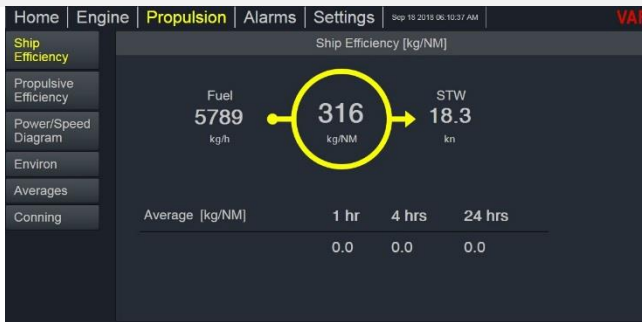 Home Engine Propulsion Alarms Settings Sep 18 2018 06:10:37 AM VAF
Ship Efficiency [kg/NM]
Ship
Efficiency
Propulsive
Efficiency
Power/Speed
Diagram
Environ
Averages
Conning
Fuel
5789
kg/h
316
kg/NM
STW
18.3
kn
Average [kg/NM] 1 hr 4 hrs 24 hrs
0.0 0.0 0.0